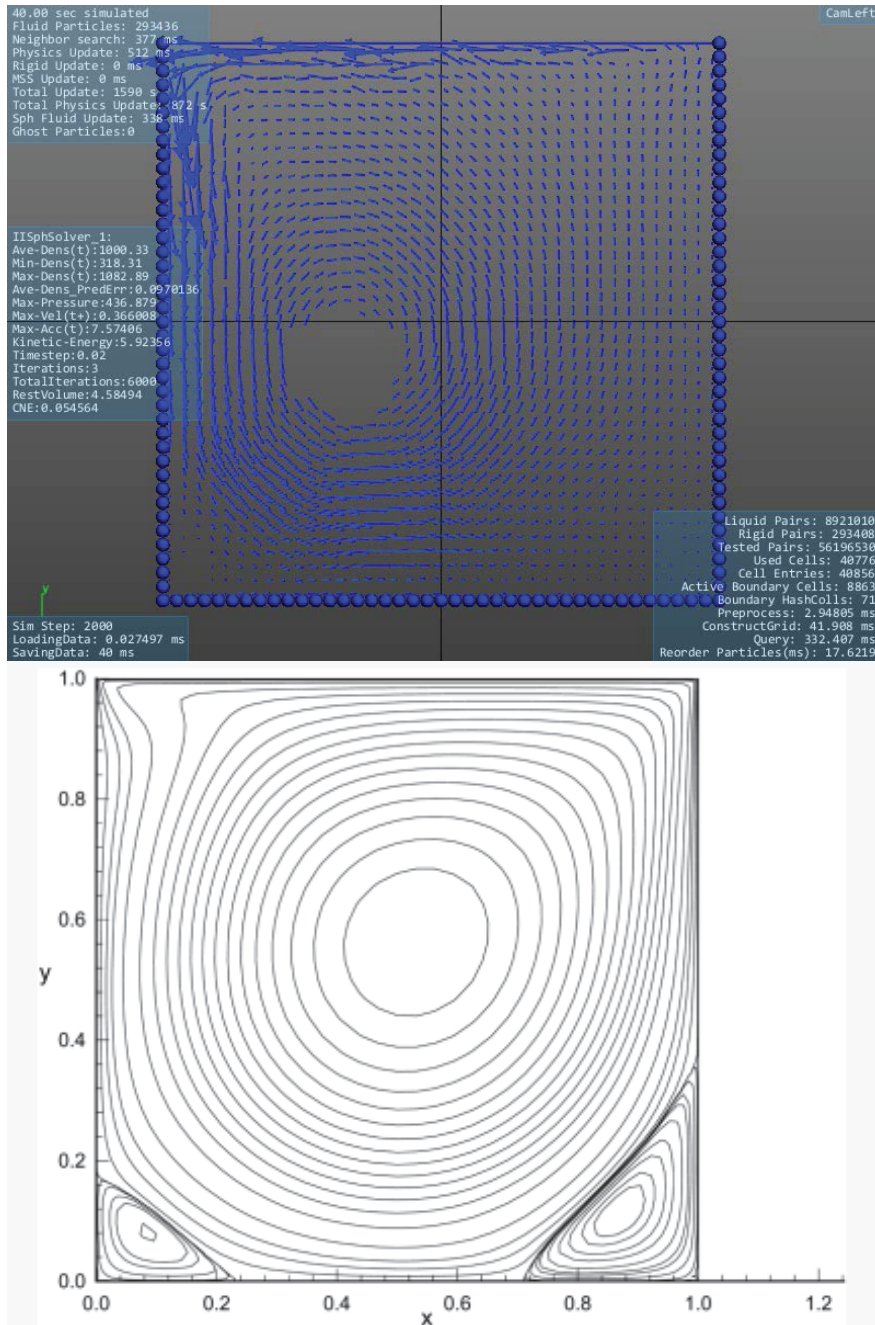 40.00 sec simulated
Fluid Particles: 293436
Neighbor search: 377 ms
Physics Update: 512 ms
Rigid Update: 0 ms
MSS Update: 0 ms
Total Update: 1590 s
Total Physics Update: 872 s
Sph Fluid Update: 338 ms
Ghost Particles:0
CamLeft
IISphSolver_1:
Ave-Dens(t):1000.33
Min-Dens(t):318.31
Max-Dens(t):1082.89
Ave-Dens_PredErr:0.0970136
Max-Pressure:436.879
Max-Vel(t+):0.366008
Max-Acc(t):7.57406
Kinetic-Energy:5.92356
Timestep:0.02
Iterations:3
TotalIterations:6000
RestVolume:4.58494
CNE:0.054564
Liquid Pairs: 8921010
Rigid Pairs: 293408
Tested Pairs: 56196530
Used Cells: 40776
Cell Entries: 40856
Active Boundary Cells: 8863
Boundary HashColls: 71
Preprocess: 2.94805 ms
ConstructGrid: 41.908 ms
Query: 332.407 ms
Reorder Particles(ms): 17.6219
y
Sim Step: 2000
LoadingData: 0.027497 ms
SavingData: 40 ms
1.0
0.8
0.6
y
0.4
0.2
0.0
0.0 0.2 0.4 0.6 0.8 1.0 1.2
x